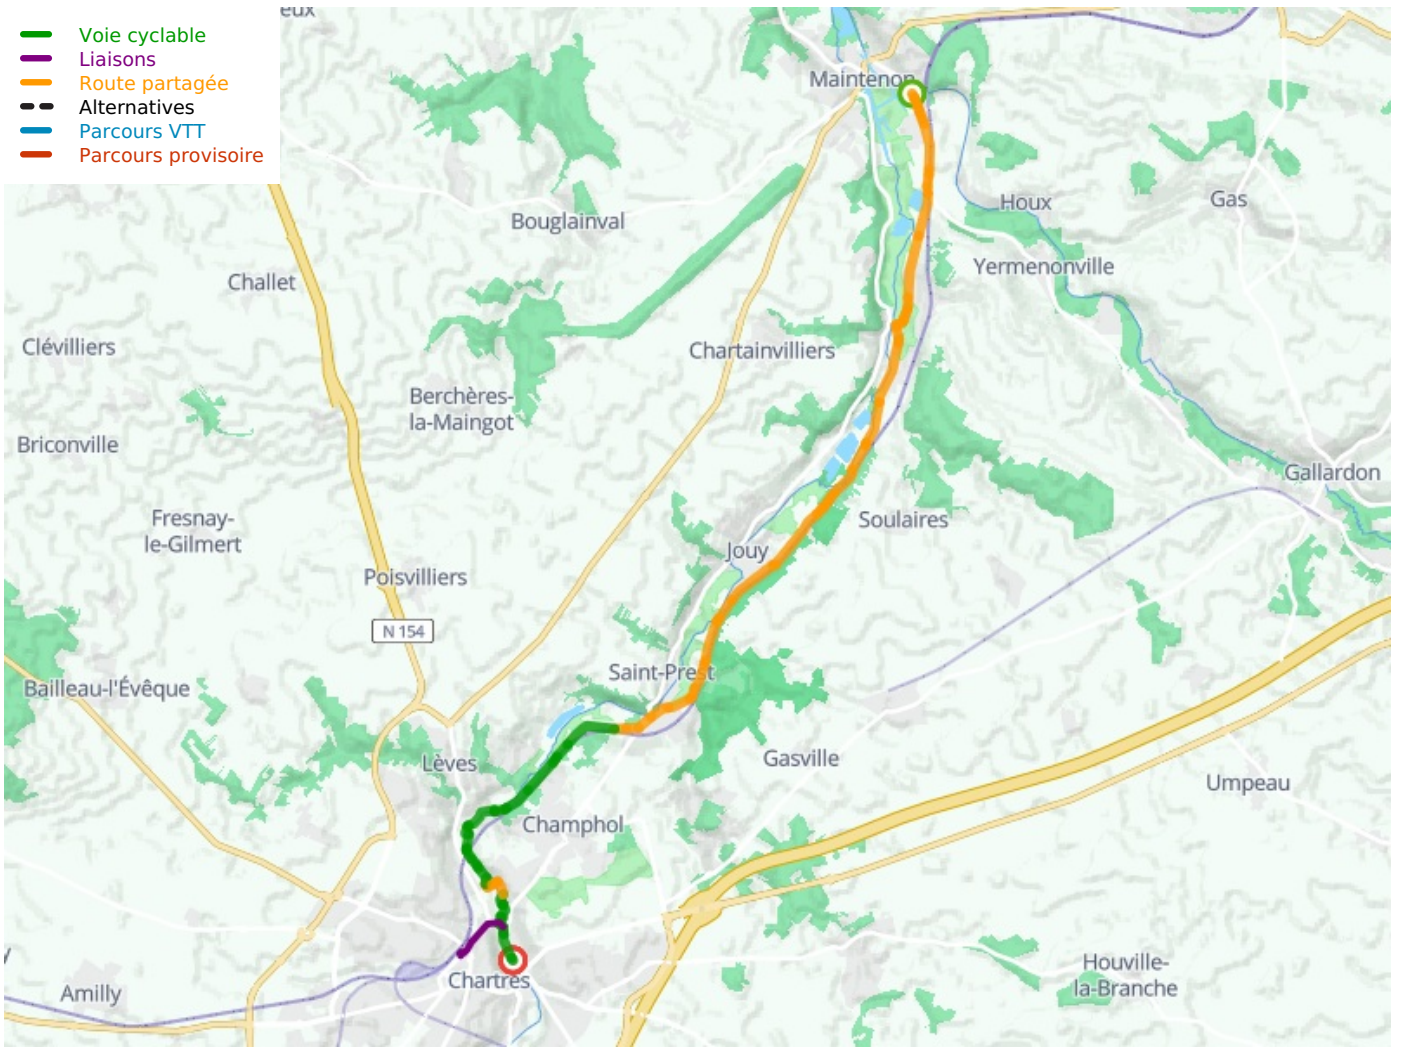 Voie cyclable
Liaisons
Route partagée
Alternatives
Parcours VTT
Parcours provisoire
Maintenon
Bouglainval
Houx
Gas
Challet
Yermenonville
Clévilliers
Chartainvilliers
Berchères-
la-Maingot
Briconville
Gallardon
Fresnay-
le-Gilmert
Soulaires
Jouy
Poisvilliers
N 154
Saint-Prest
Bailleau-l'Évêque
Lèves
Gasville
Umpeau
Champhol
Chartres
Houville-
la-Branche
Amilly